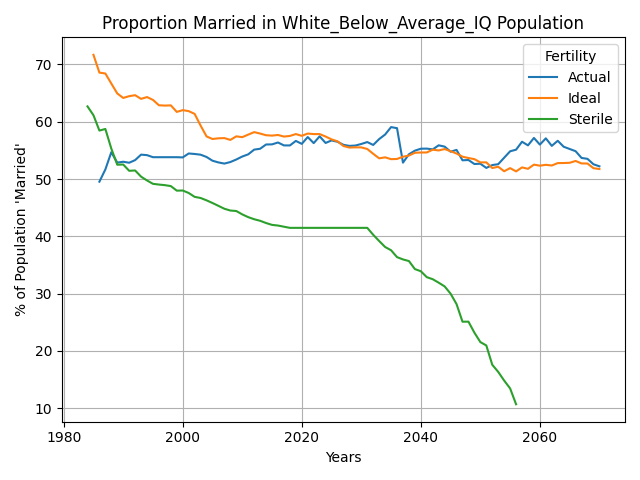 Proportion Married in White_Below_Average_IQ Population
Fertility
Actual
Ideal
Sterile
% of Population 'Married'
70
60
50
40
30
20
10
1980
2000
2020
2040
2060
Years